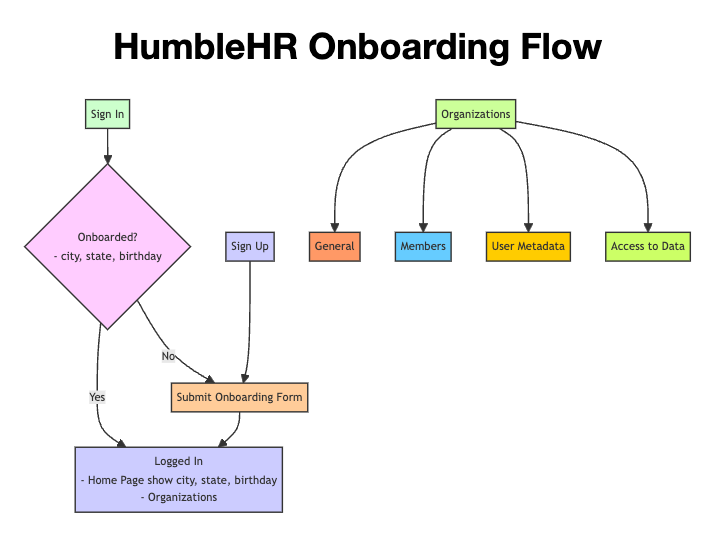 HumbleHR Onboarding Flow
Sign In
Organizations
Onboarded?
- city, state, birthday
Sign Up
General
Members
User Metadata
Access to Data
No
Yes
Submit Onboarding Form
Logged In
- Home Page show city, state, birthday
- Organizations